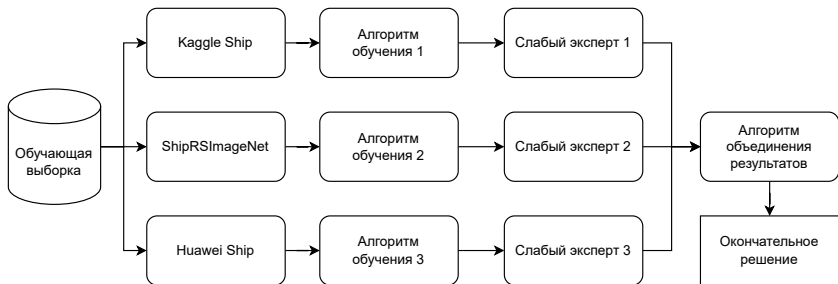 Обучающая
выборка
Kaggle Ship
Алгоритм
обучения 1
Слабый эксперт 1
ShipRSImageNet
Алгоритм
обучения 2
Слабый эксперт 2
Huawei Ship
Алгоритм
обучения 3
Слабый эксперт 3
Алгоритм
объединения
результатов
Окончательное
решение